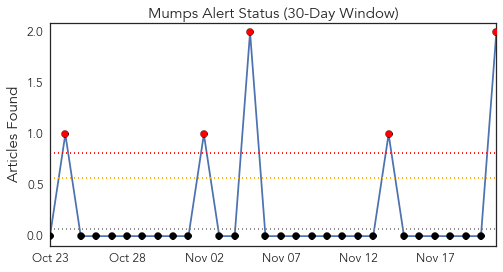 Mumps Alert Status (30-Day Window)
Articles Found
2.0
1.5
1.0
0.5
0.0
Oct 23 Oct 28 Nov 02 Nov 07 Nov 12 Nov 17